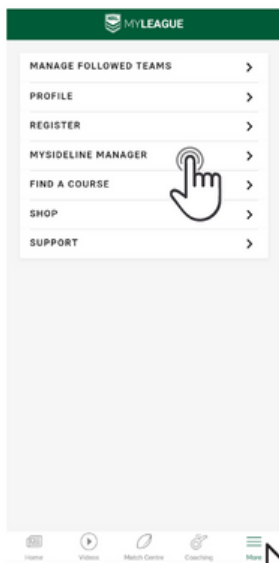 MYLEAGUE
MANAGE FOLLOWED TEAMS
PROFILE
REGISTER
MYSIDELINE MANAGER
FIND A COURSE
SHOP
SUPPORT
Home Videos Match Centre Coaching More